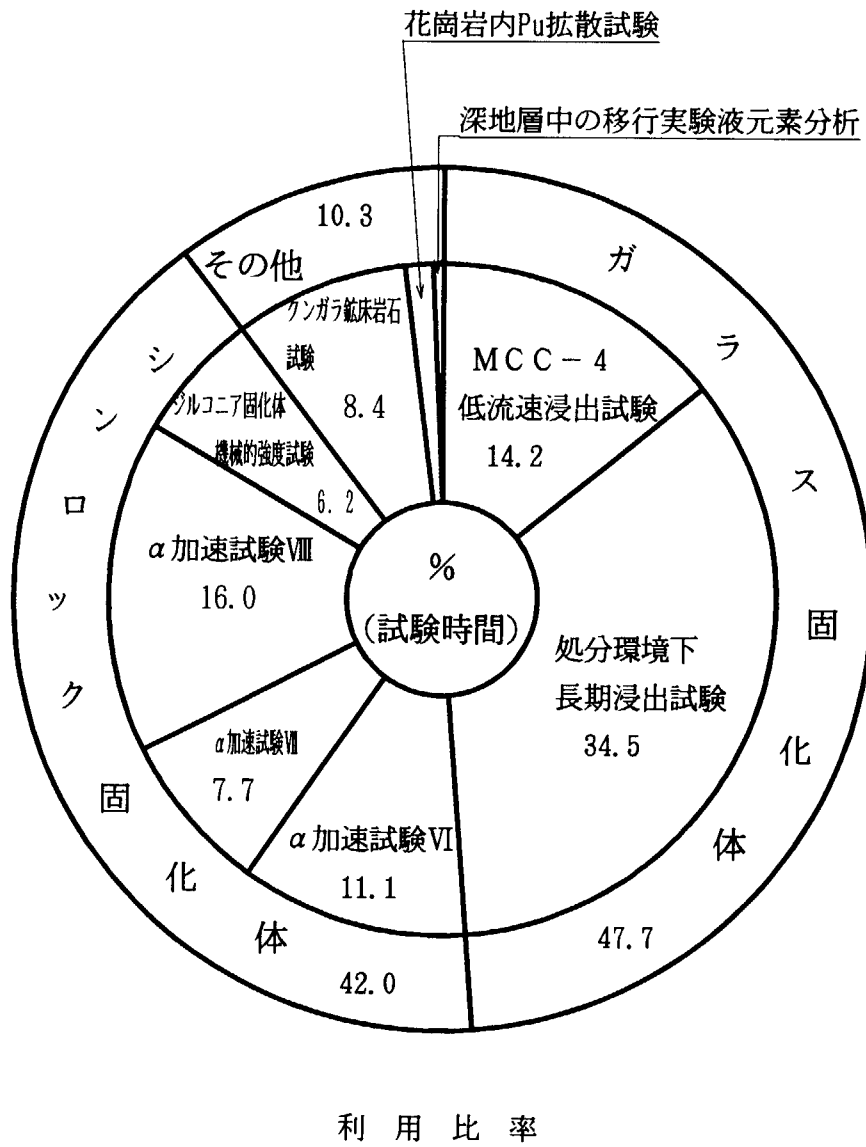 花崗岩内Pu拡散試験
深地層中の移行実験液元素分析
10.3
その他
クンガラ鉱床岩石
試験
8.4
MCC-4
低流速浸出試験
14.2
ガラス固化体
47.7
処分環境下
長期浸出試験
34.5
α加速試験Ⅵ
11.1
α加速試験Ⅶ
7.7
α加速試験Ⅷ
16.0
ジルコニア固化体
機械的強度試験
6.2
シンロック固化体
42.0
%
(試験時間)
利用比率